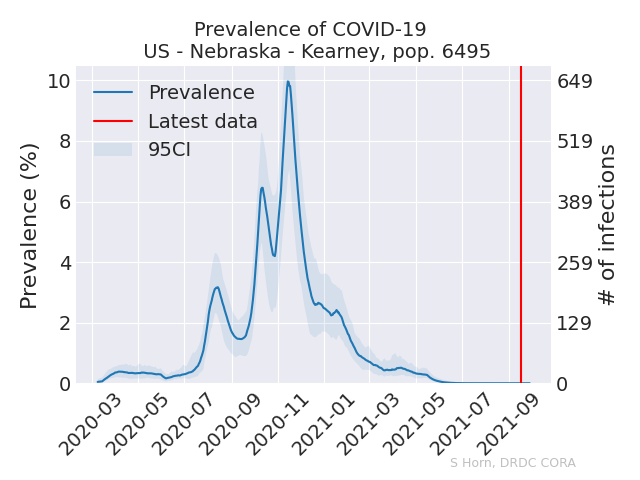 Prevalence of COVID-19
US - Nebraska - Kearney, pop. 6495
Prevalence (%)
10
8
6
4
2
0
Prevalence
Latest data
95CI
649
519
389
259
129
0
# of infections
2020-03
2020-05
2020-07
2020-09
2020-11
2021-01
2021-03
2021-05
2021-07
2021-09
S Horn, DRDC CORA